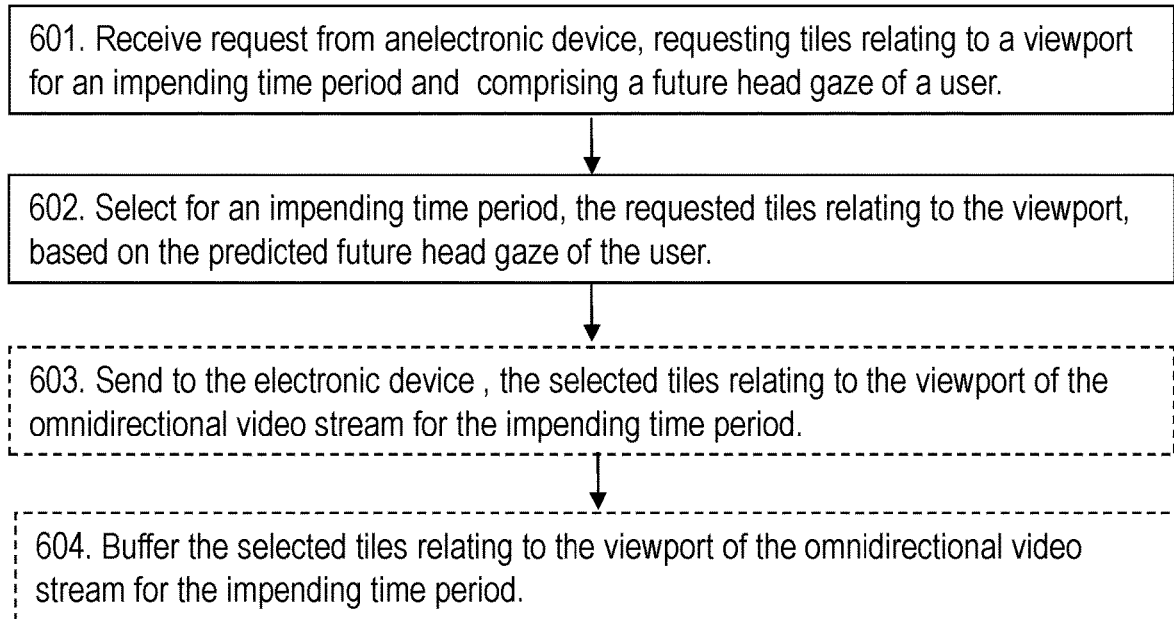 601. Receive request from anelectronic device, requesting tiles relating to a viewport
for an impending time period and  comprising a future head gaze of a user.
602. Select for an impending time period, the requested tiles relating to the viewport,
based on the predicted future head gaze of the user.
603. Send to the electronic device , the selected tiles relating to the viewport of the
omnidirectional video stream for the impending time period.
604. Buffer the selected tiles relating to the viewport of the omnidirectional video
stream for the impending time period.